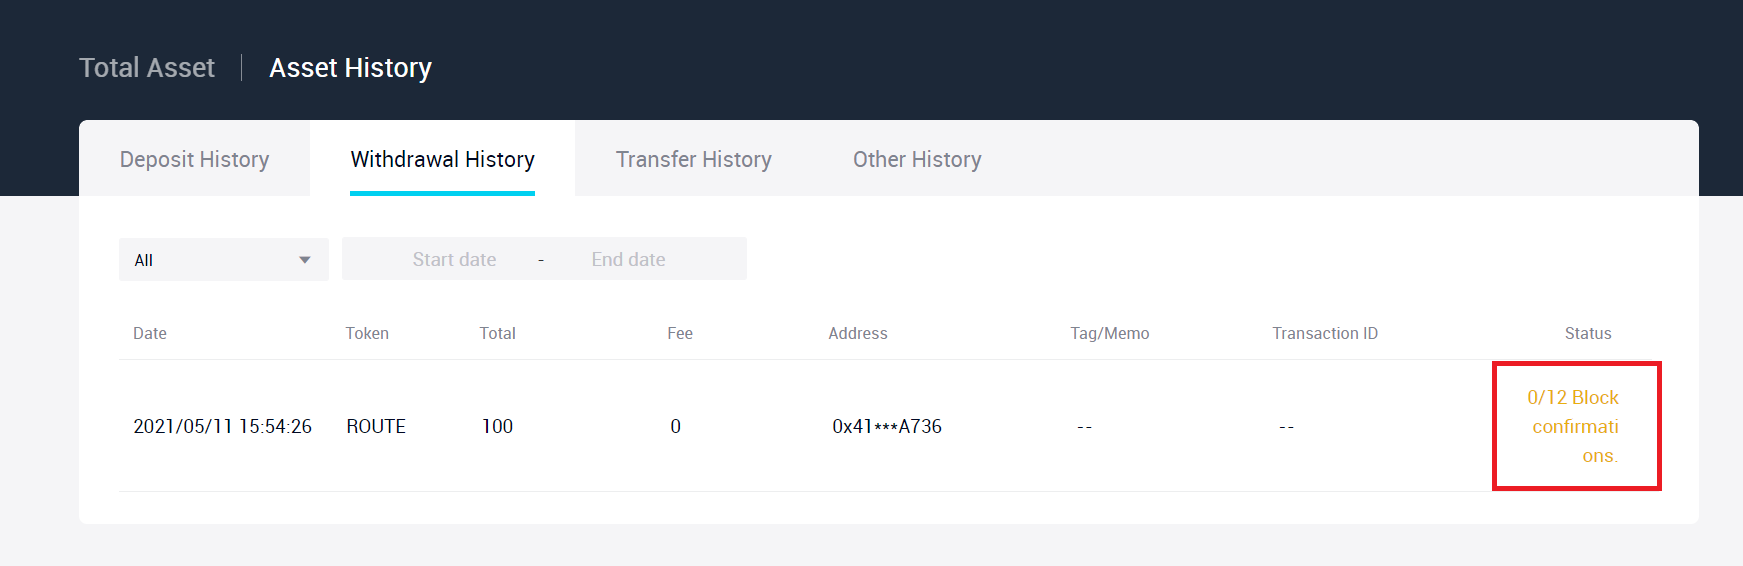 Total Asset | Asset History
Deposit History Withdrawal History Transfer History Other History
All Start date - End date
Date Token Total Fee Address Tag/Memo Transaction ID Status
2021/05/11 15:54:26 ROUTE 100 0 0x41***A736 -- -- 0/12 Block
confirmati
ons.